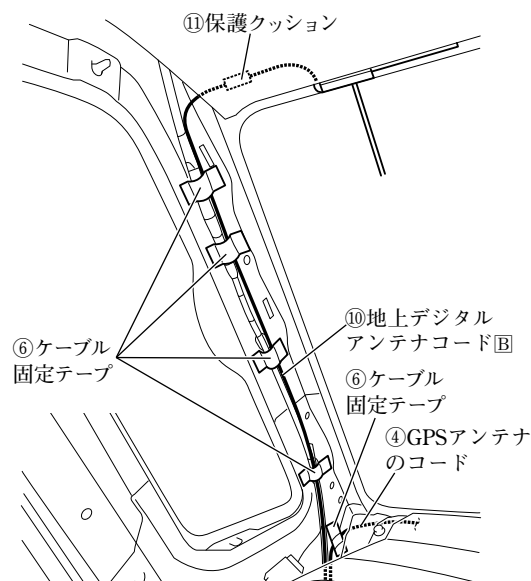 ⑪保護クッション
⑩地上デジタル
アンテナコード🄱
⑥ケーブル
固定テープ
⑥ケーブル
固定テープ
④GPSアンテナ
のコード